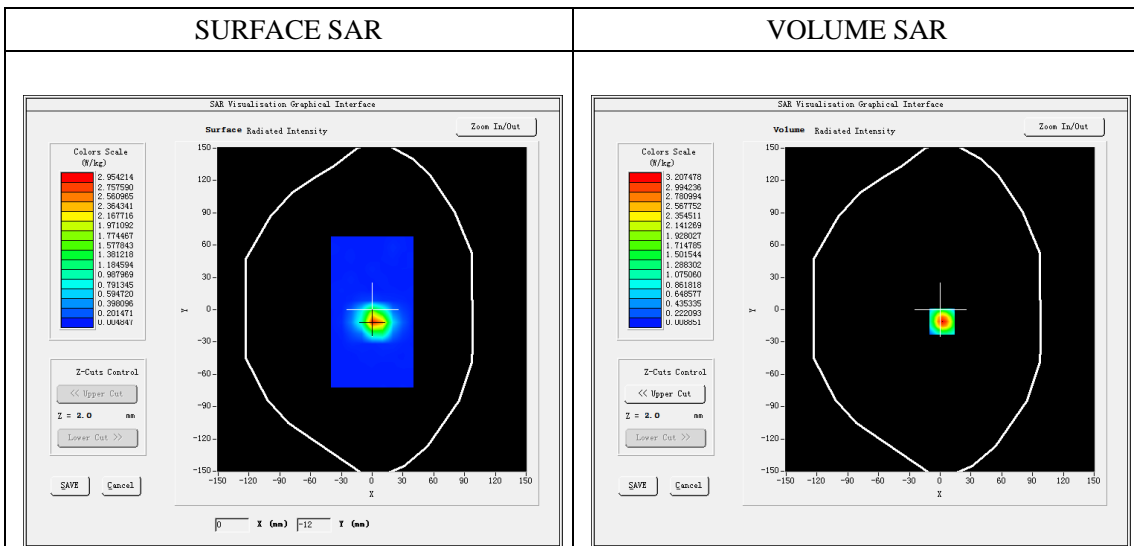 SURFACE SAR
VOLUME SAR
SAR Visualisation Graphical Interface
Surface Radiated Intensity
Zoom In/Out
Colors Scale
(W/kg)
2.954214
2.757590
2.560965
2.364341
2.167716
1.971092
1.774467
1.577843
1.381218
1.184594
0.987969
0.791345
0.594720
0.398096
0.201471
0.004847
Z-Cuts Control
<< Upper Cut
Z = 2.0 mm
Lower Cut >>
SAVE
Cancel
150
120
90
60
30
0
-30
-60
-90
-120
-150
Y
-150 -120 -90 -60 -30 0 30 60 90 120 150
X
0 X (mm) -12 Y (mm)
SAR Visualisation Graphical Interface
Volume Radiated Intensity
Zoom In/Out
Colors Scale
(W/kg)
3.207478
2.994236
2.780994
2.567752
2.354511
2.141269
1.928027
1.714785
1.501544
1.288302
1.075060
0.861818
0.648577
0.435335
0.222093
0.008851
Z-Cuts Control
<< Upper Cut
Z = 2.0 mm
Lower Cut >>
SAVE
Cancel
150
120
90
60
30
0
-30
-60
-90
-120
-150
Y
-150 -120 -90 -60 -30 0 30 60 90 120 150
X